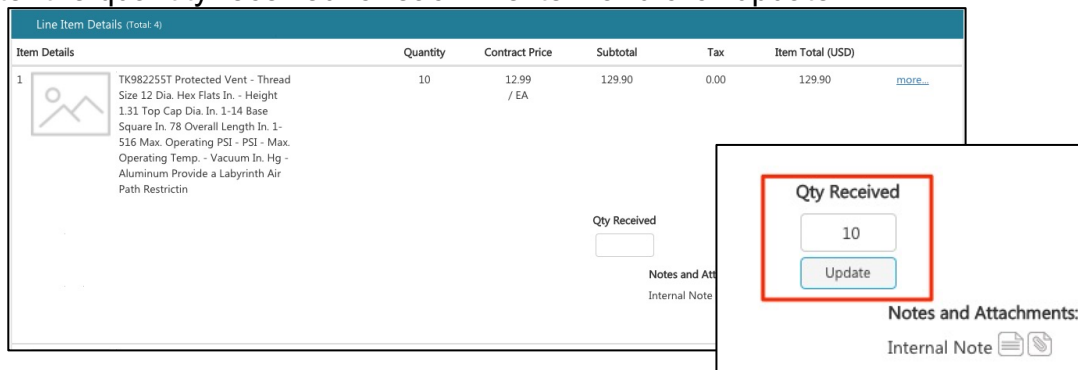 Line Item Details (Total: 4)
Item Details Quantity Contract Price Subtotal Tax Item Total (USD)
1 TK982255T Protected Vent - Thread 10 12.99 129.90 0.00 129.90 more...
Size 12 Dia. Hex Flats In. - Height / EA
1.31 Top Cap Dia. In. 1-14 Base
Square In. 78 Overall Length In. 1-
516 Max. Operating PSI - PSI - Max.
Operating Temp. - Vacuum In. Hg -
Aluminum Provide a Labyrinth Air
Path Restrictin
Qty Received
Notes and Att
Internal Note
Qty Received
10
Update
Notes and Attachments:
Internal Note